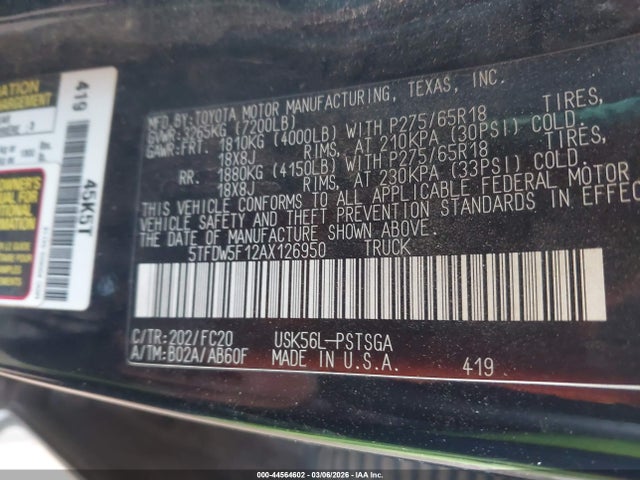 MFD.BY:TOYOTA MOTOR MANUFACTURING, TEXAS, INC.
GVWR: 3265KG (7200LB)
GAWR:FRT. 1810KG (4000LB) WITH P275/65R18 TIRES,
18X8J RIMS, AT 210KPA (30PSI) COLD.
RR. 1880KG (4150LB) WITH P275/65R18 TIRES,
18X8J RIMS, AT 230KPA (33PSI) COLD.
THIS VEHICLE CONFORMS TO ALL APPLICABLE FEDERAL MOTOR
VEHICLE SAFETY AND THEFT PREVENTION STANDARDS IN EFFEC
THE DATE OF MANUFACTURE SHOWN ABOVE.
5TFDW5F12AX126950 TRUCK
C/TR:202/FC20 USK56L-PSTSGA
A/TM:B02A/AB60F MADE IN U.S.A. 419
419
45K5T
000-44564602 - 03/06/2026 - IAA Inc.